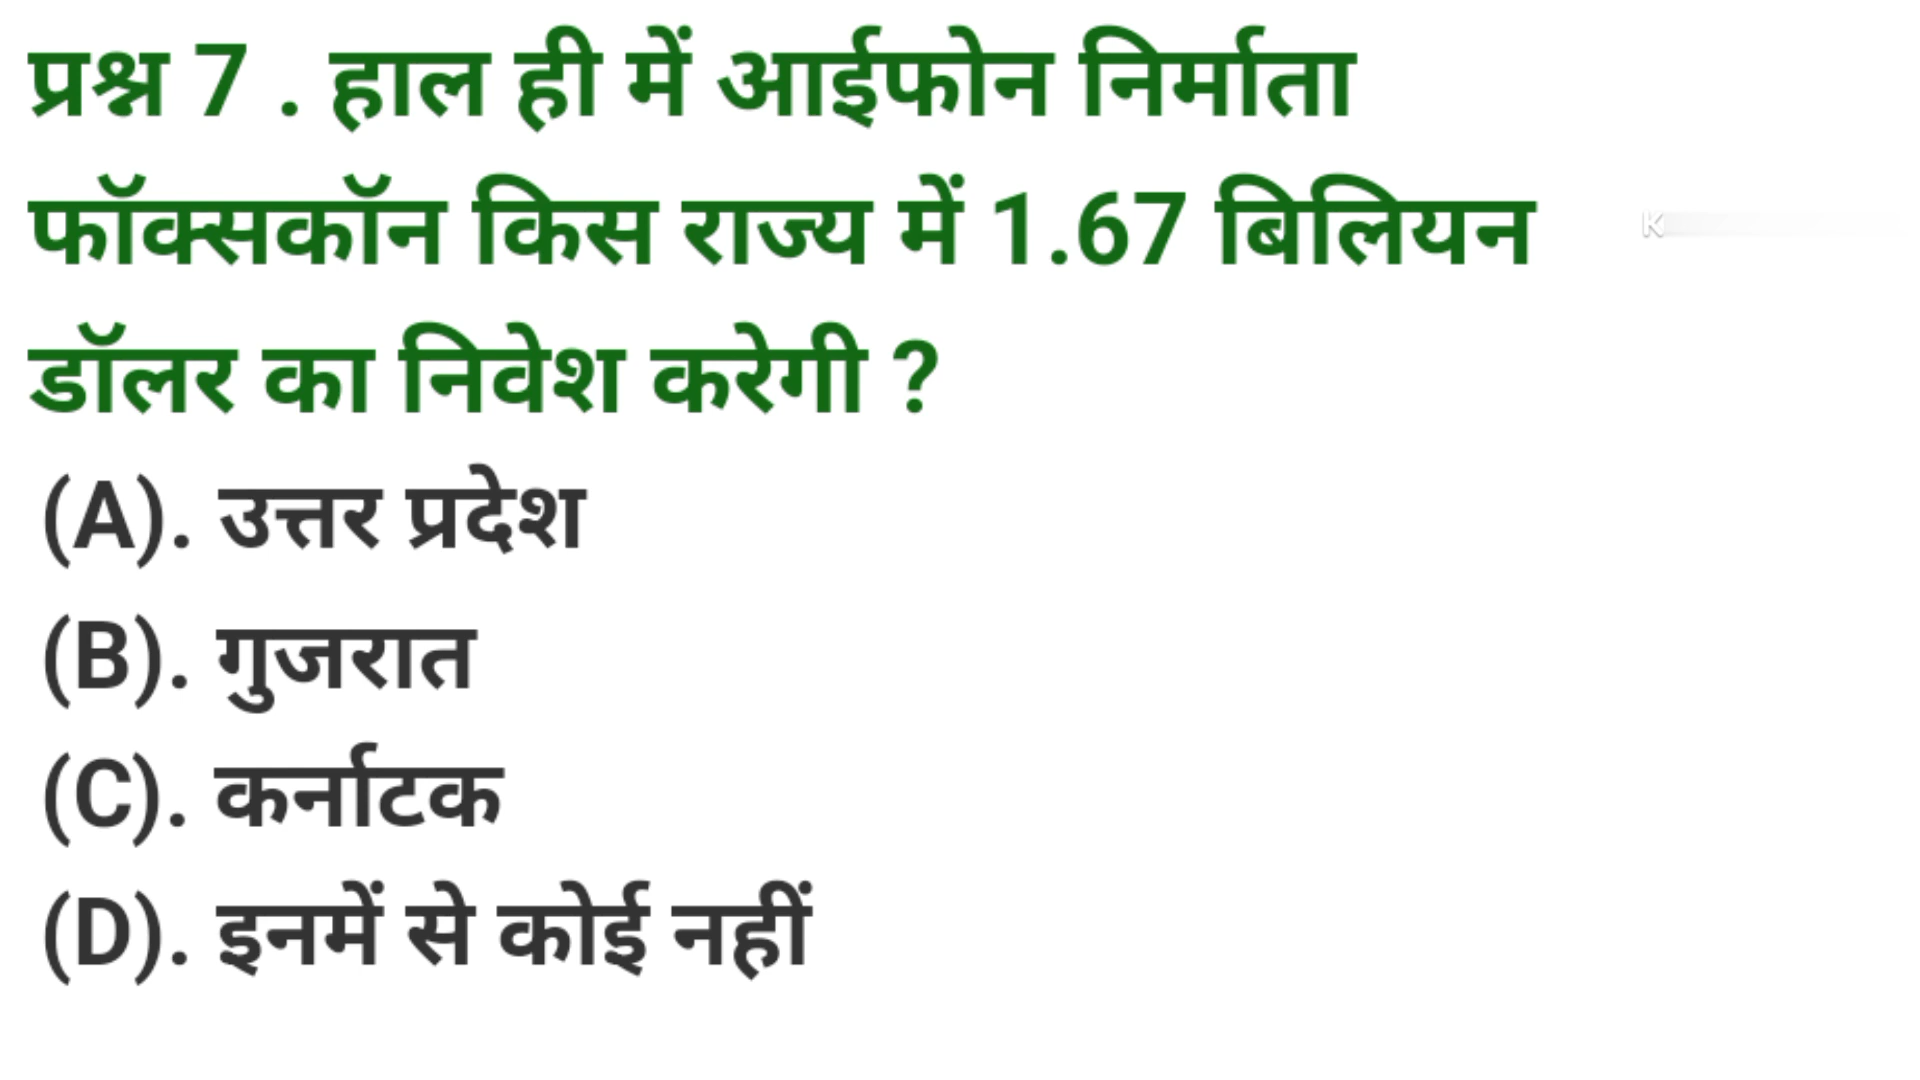 प्रश्न 7 . हाल ही में आईफोन निर्माता
फॉक्सकॉन किस राज्य में 1.67 बिलियन
डॉलर का निवेश करेगी ?
(A). उत्तर प्रदेश
(B). गुजरात
(C). कर्नाटक
(D). इनमें से कोई नहीं
K